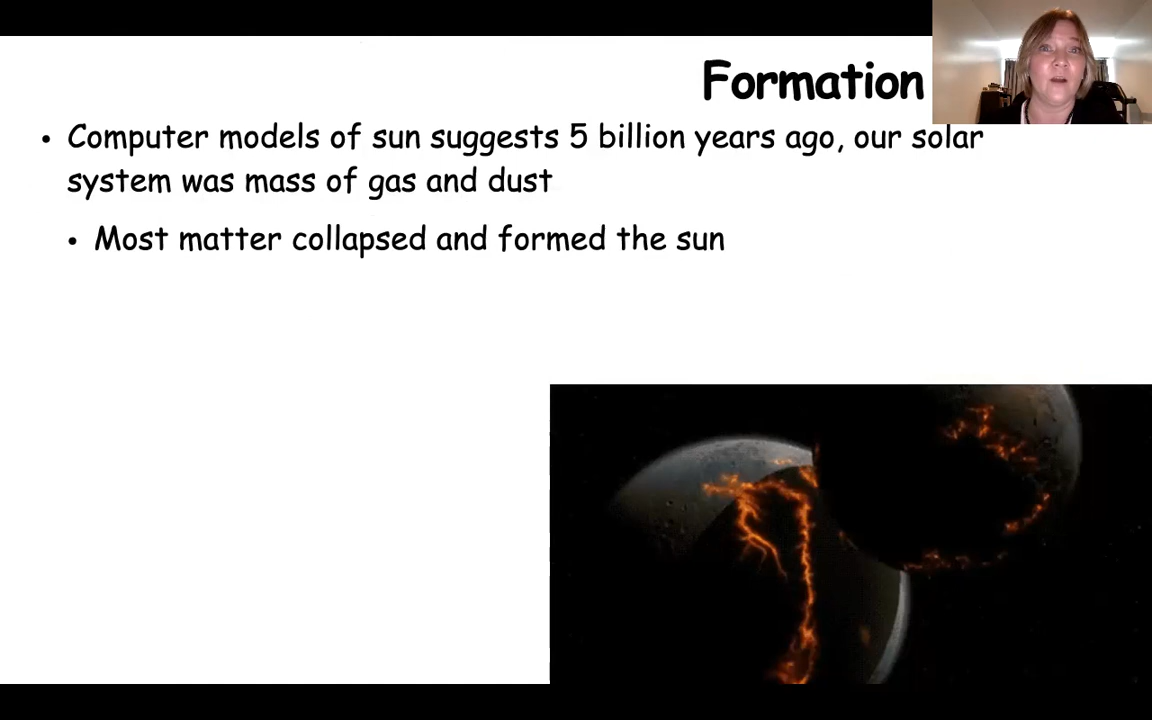 Formation
• Computer models of sun suggests 5 billion years ago, our solar
system was mass of gas and dust
• Most matter collapsed and formed the sun